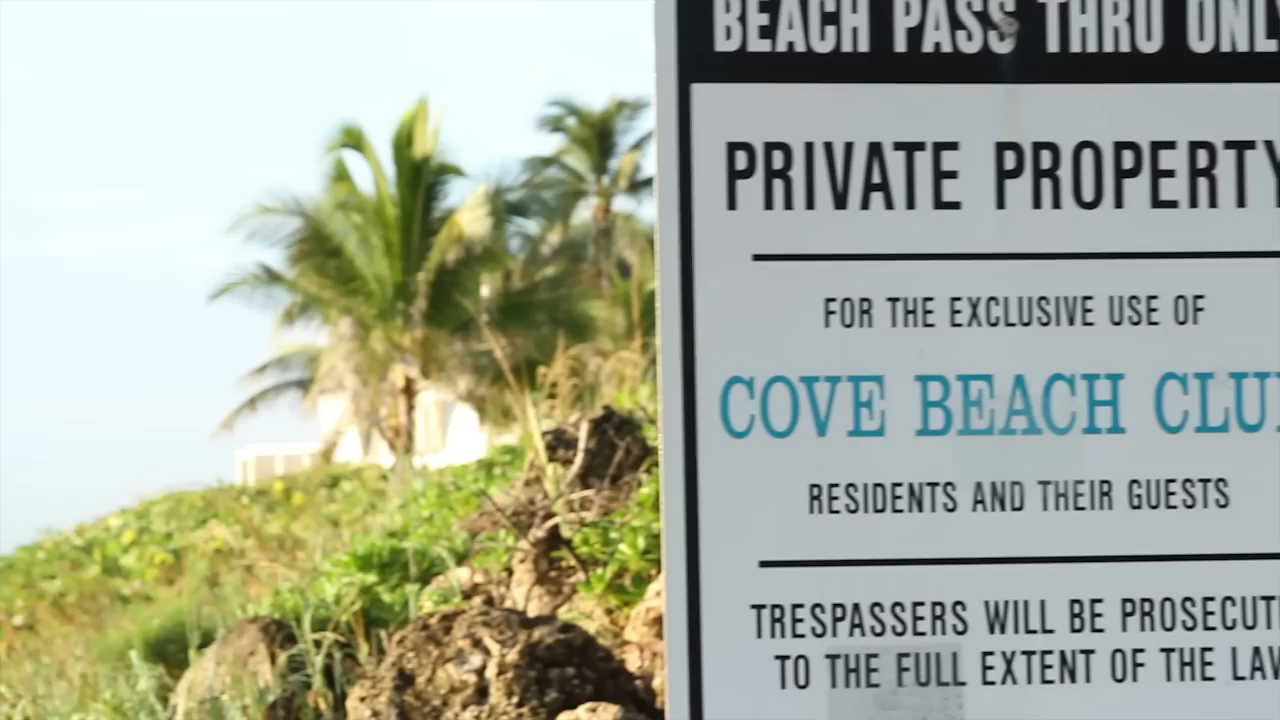 BEACH PASS THRU ONLY
PRIVATE PROPERTY
FOR THE EXCLUSIVE USE OF
COVE BEACH CLU
RESIDENTS AND THEIR GUESTS
TRESPASSERS WILL BE PROSECUT
TO THE FULL EXTENT OF THE LAW